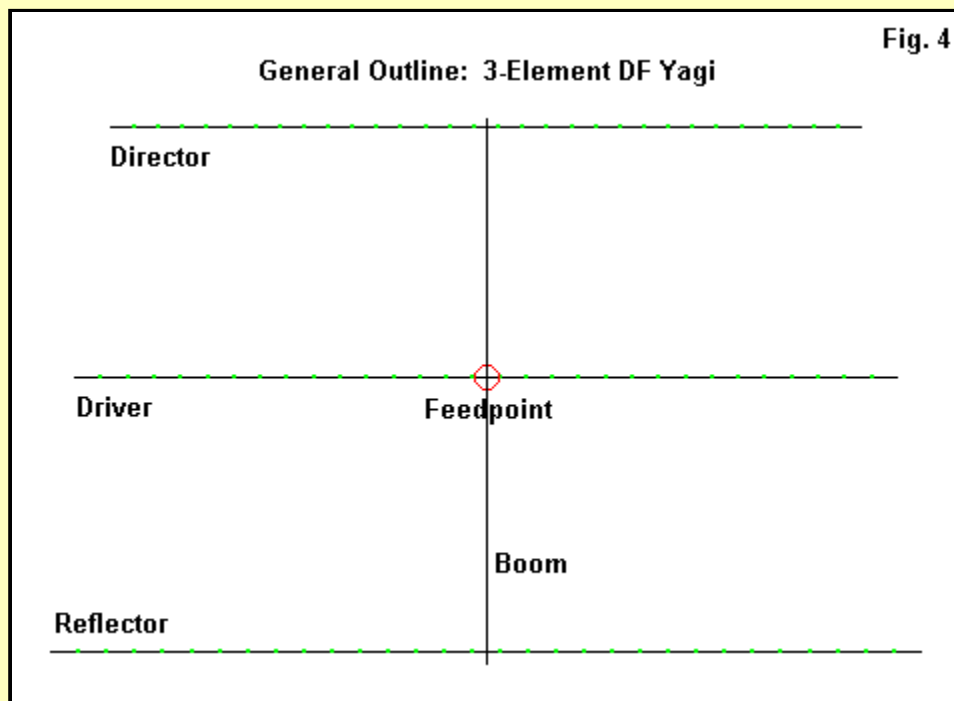 Fig. 4
General Outline:  3-Element DF Yagi
Director
Driver
Feedpoint
Boom
Reflector